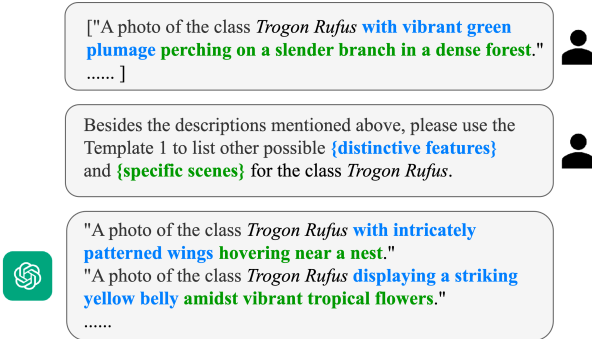 ["A photo of the class Trogon Rufus with vibrant green
plumage perching on a slender branch in a dense forest."
...... ]
Besides the descriptions mentioned above, please use the
Template 1 to list other possible {distinctive features}
and {specific scenes} for the class Trogon Rufus.
"A photo of the class Trogon Rufus with intricately
patterned wings hovering near a nest."
"A photo of the class Trogon Rufus displaying a striking
yellow belly amidst vibrant tropical flowers."
......